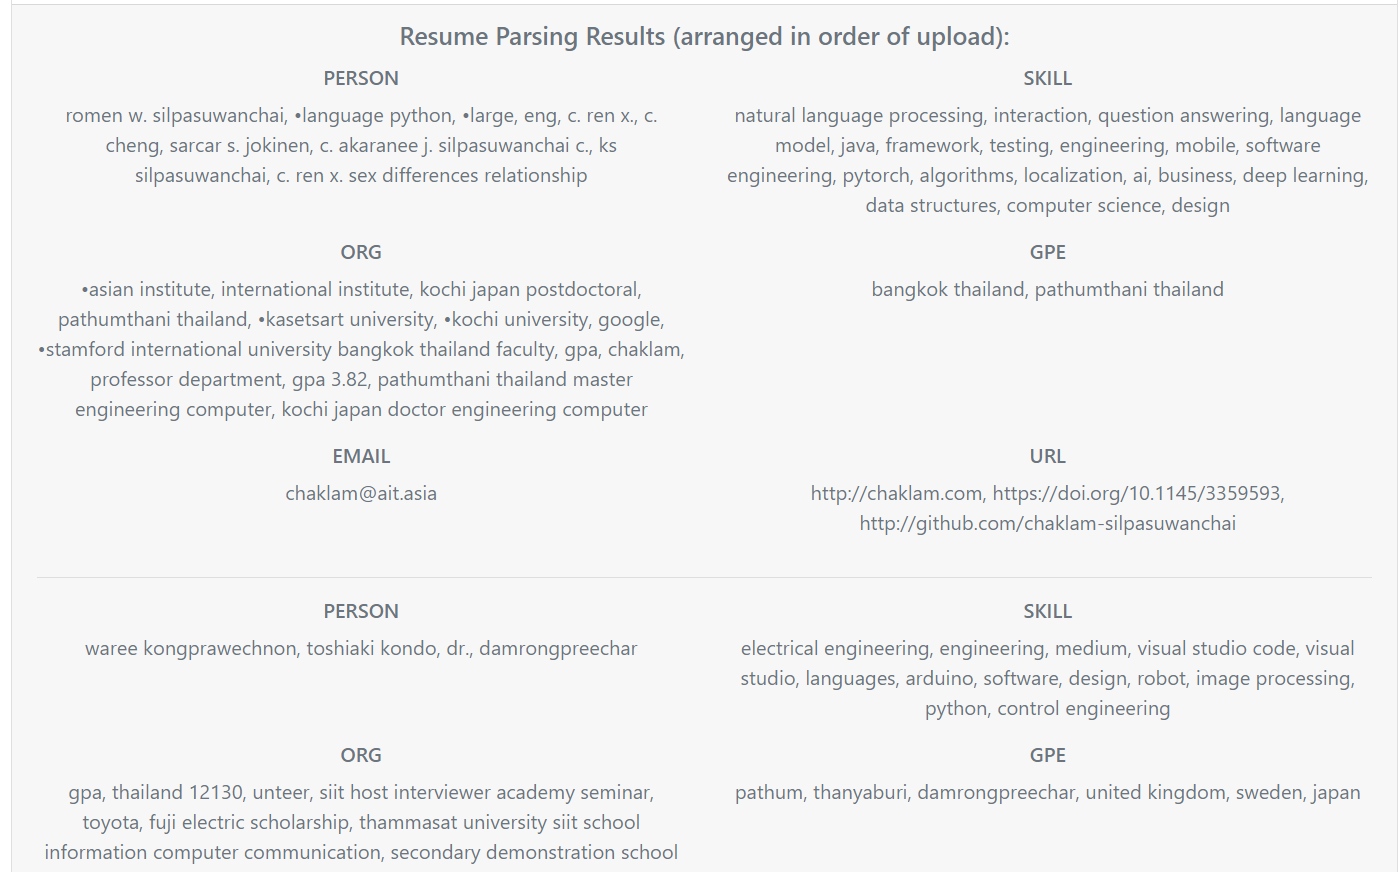 Resume Parsing Results (arranged in order of upload):
PERSON
romen w. silpasuwanchai, •language python, •large, eng, c. ren x., c.
cheng, sarcar s. jokinen, c. akaranee j. silpasuwanchai c., ks
silpasuwanchai, c. ren x. sex differences relationship
SKILL
natural language processing, interaction, question answering, language
model, java, framework, testing, engineering, mobile, software
engineering, pytorch, algorithms, localization, ai, business, deep learning,
data structures, computer science, design
ORG
•asian institute, international institute, kochi japan postdoctoral,
pathumthani thailand, •kasetsart university, •kochi university, google,
•stamford international university bangkok thailand faculty, gpa, chaklam,
professor department, gpa 3.82, pathumthani thailand master
engineering computer, kochi japan doctor engineering computer
GPE
bangkok thailand, pathumthani thailand
EMAIL
chaklam@ait.asia
URL
http://chaklam.com, https://doi.org/10.1145/3359593,
http://github.com/chaklam-silpasuwanchai
PERSON
waree kongprawechnon, toshiaki kondo, dr., damrongpreechar
SKILL
electrical engineering, engineering, medium, visual studio code, visual
studio, languages, arduino, software, design, robot, image processing,
python, control engineering
ORG
gpa, thailand 12130, unteer, siit host interviewer academy seminar,
toyota, fuji electric scholarship, thammasat university siit school
information computer communication, secondary demonstration school
GPE
pathum, thanyaburi, damrongpreechar, united kingdom, sweden, japan